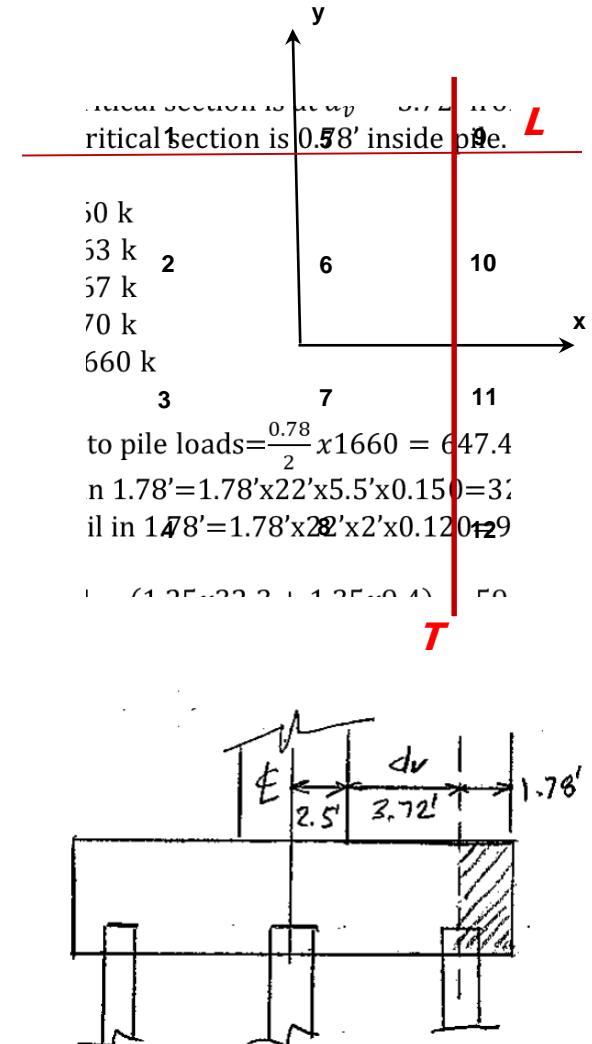 y
ritical section is 0.78’ inside pile.
1
5
9
L
50 k
53 k
57 k
70 k
660 k
2
6
10
x
3
7
11
to pile loads=0.78/2 x1660 = 647.4
n 1.78’=1.78’x22’x5.5’x0.150=32
il in 1.78’=1.78’x22’x2’x0.120=9
4
8
12
T
dv
2.5'
3.72'
1.78'